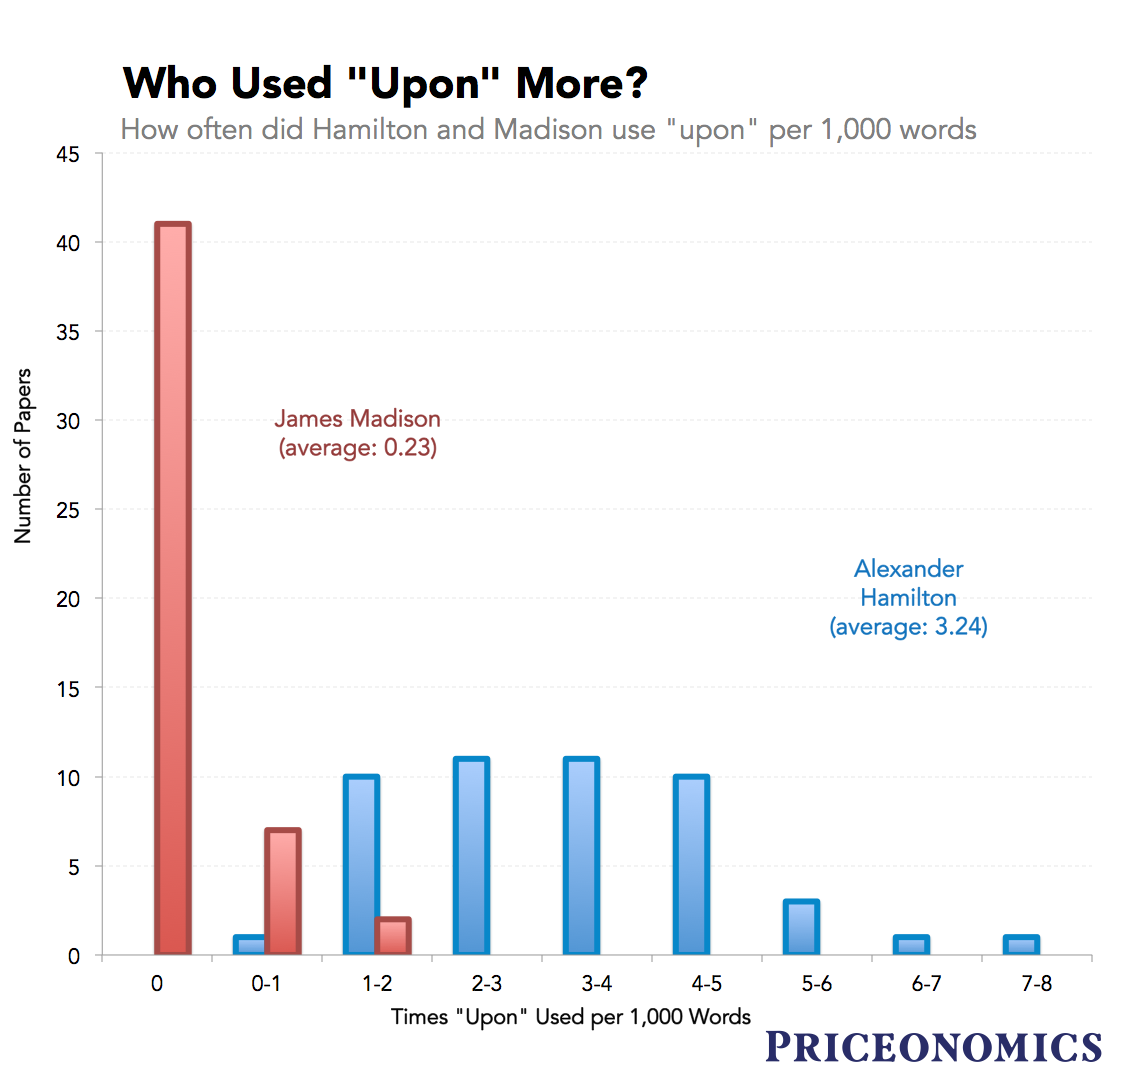 Who Used "Upon" More?
How often did Hamilton and Madison use "upon" per 1,000 words
45
40
35
30
25
20
15
10
5
0
Number of Papers
James Madison
(average: 0.23)
Alexander
Hamilton
(average: 3.24)
0
0-1
1-2
2-3
3-4
4-5
5-6
6-7
7-8
Times "Upon" Used per 1,000 Words
PRICEONOMICS